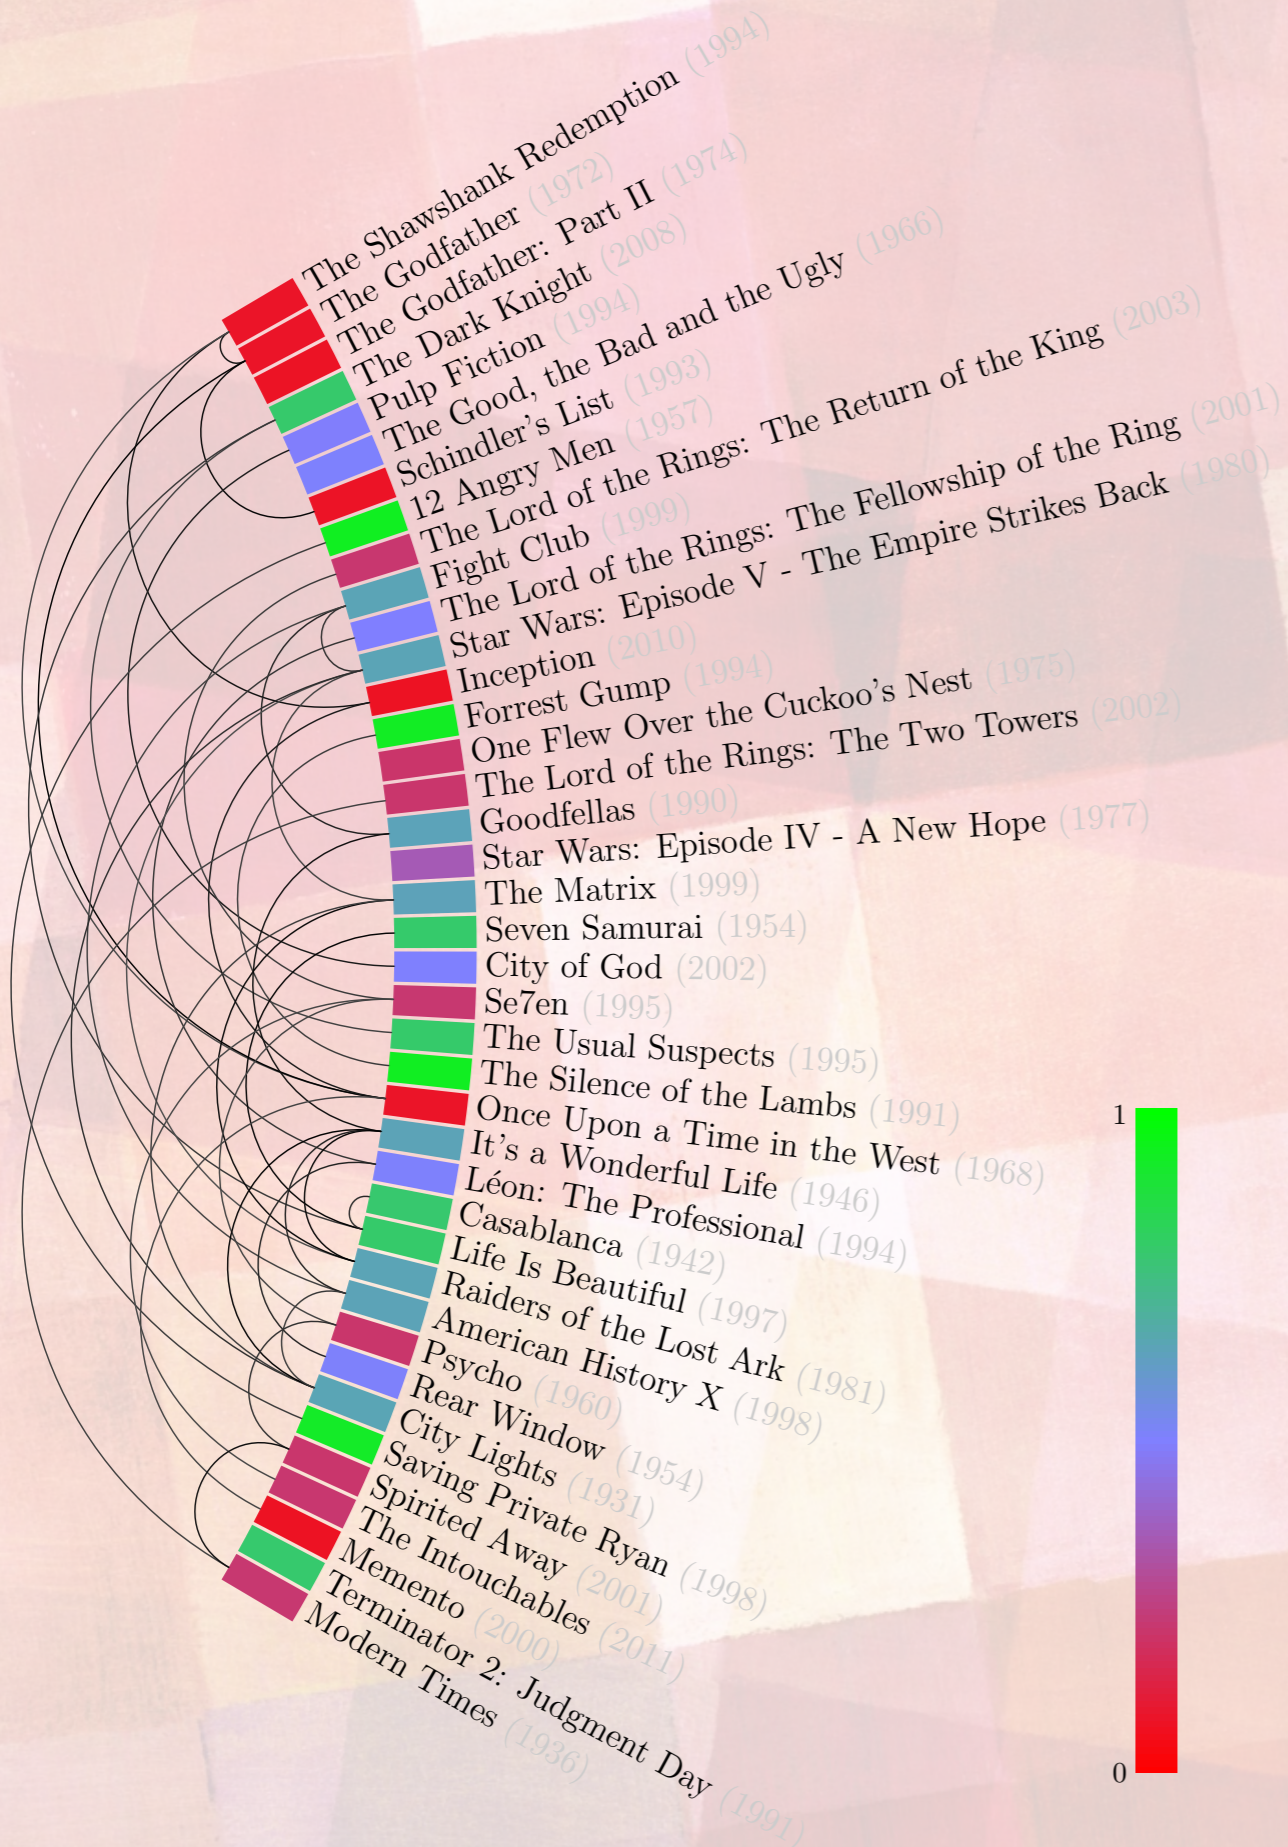 The Shawshank Redemption (1994)
The Godfather (1972)
The Godfather: Part II (1974)
The Dark Knight (2008)
Pulp Fiction (1994)
The Good, the Bad and the Ugly (1966)
Schindler's List (1993)
12 Angry Men (1957)
The Lord of the Rings: The Return of the King (2003)
Fight Club (1999)
The Lord of the Rings: The Fellowship of the Ring (2001)
Star Wars: Episode V - The Empire Strikes Back (1980)
Inception (2010)
Forrest Gump (1994)
One Flew Over the Cuckoo's Nest (1975)
The Lord of the Rings: The Two Towers (2002)
Goodfellas (1990)
Star Wars: Episode IV - A New Hope (1977)
The Matrix (1999)
Seven Samurai (1954)
City of God (2002)
Se7en (1995)
The Usual Suspects (1995)
The Silence of the Lambs (1991)
Once Upon a Time in the West (1968)
It's a Wonderful Life (1946)
Léon: The Professional (1994)
Casablanca (1942)
Life Is Beautiful (1997)
Raiders of the Lost Ark (1981)
American History X (1998)
Psycho (1960)
Rear Window (1954)
City Lights (1931)
Saving Private Ryan (1998)
Spirited Away (2001)
The Intouchables (2011)
Memento (2000)
Terminator 2: Judgment Day (1991)
Modern Times (1936)
1
0